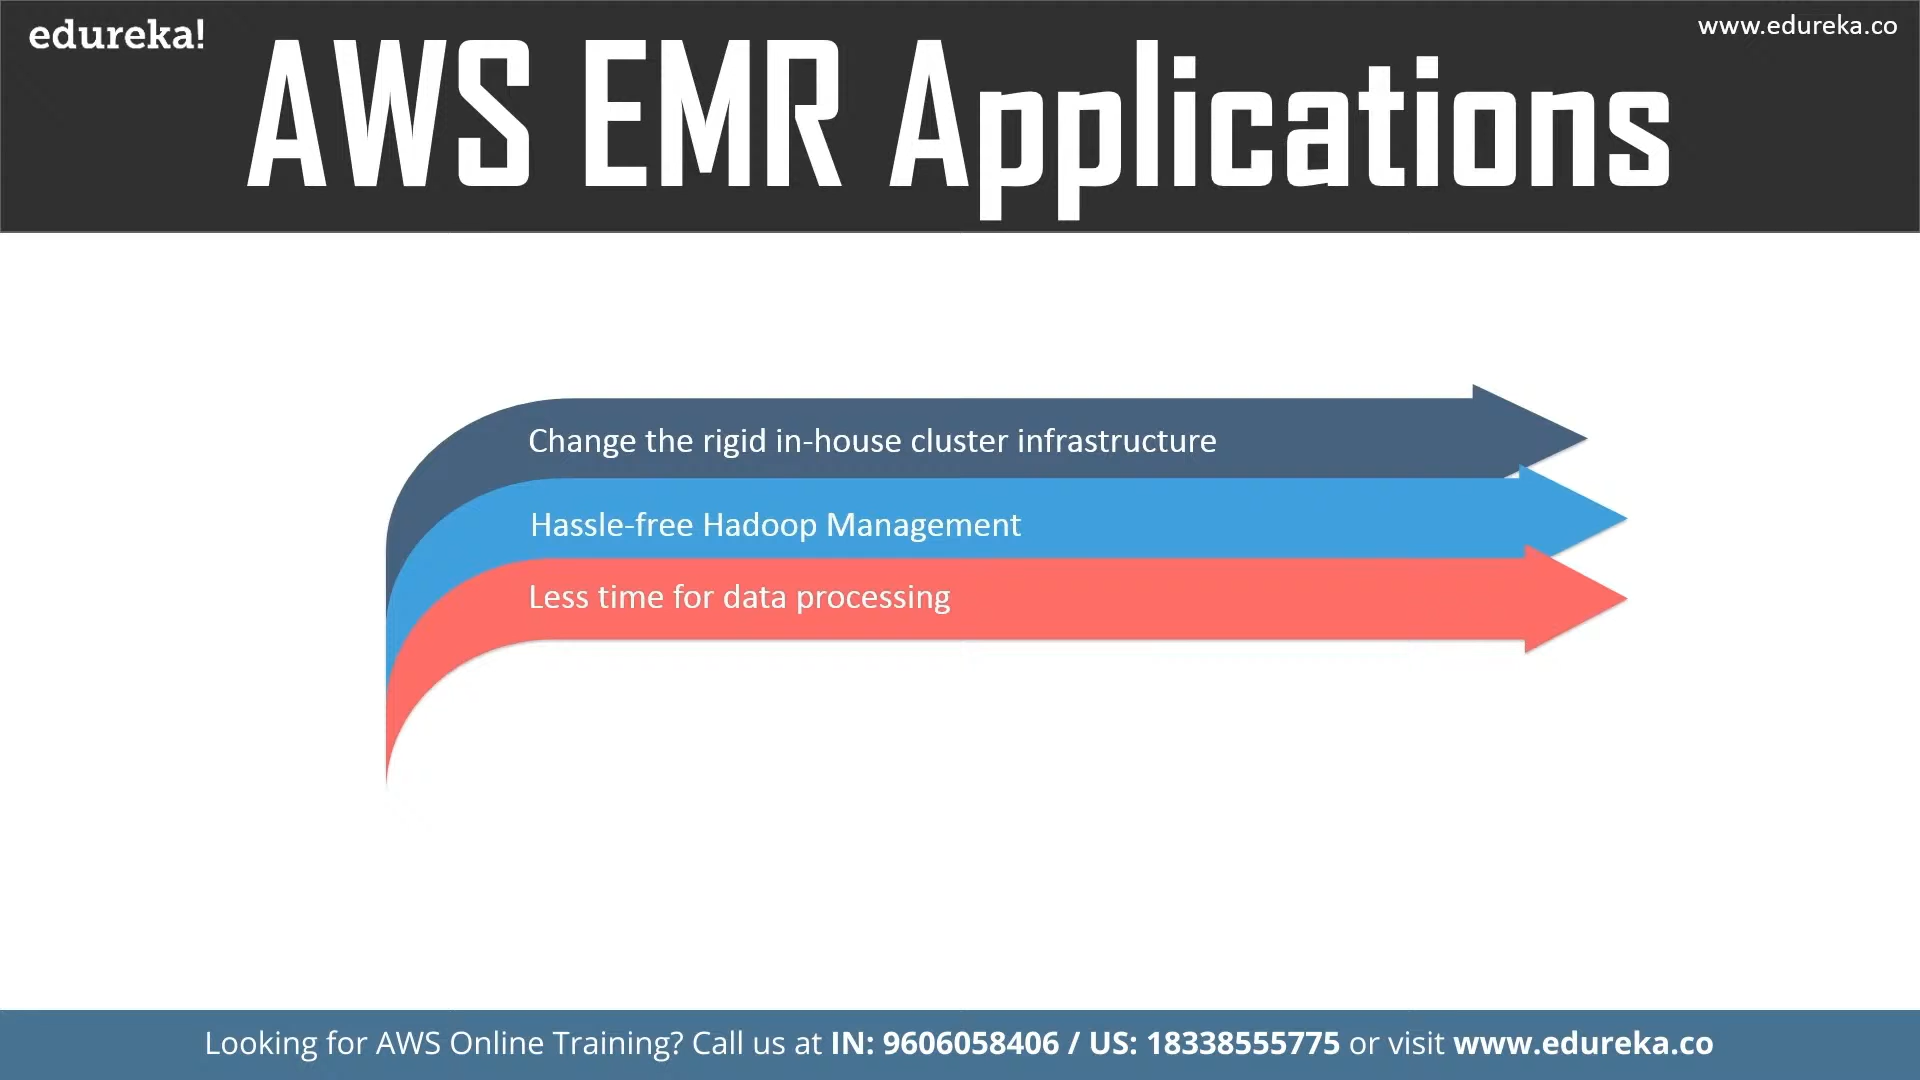 edureka!
www.edureka.co
AWS EMR Applications
Change the rigid in-house cluster infrastructure
Hassle-free Hadoop Management
Less time for data processing
Looking for AWS Online Training? Call us at IN: 9606058406 / US: 18338555775 or visit www.edureka.co